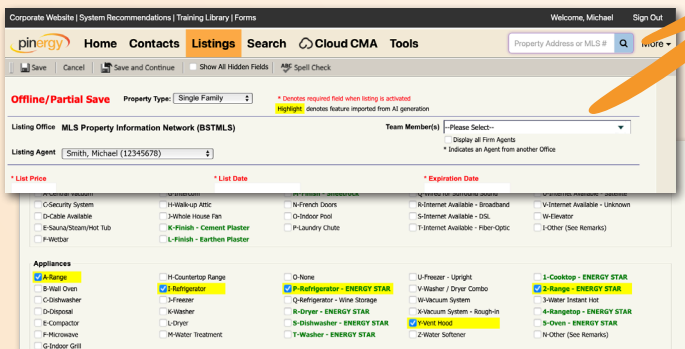 Corporate Website | System Recommendations | Training Library | Forms Welcome, Michael Sign Out
pinergy Home Contacts Listings Search Cloud CMA Tools Property Address or MLS # More
Save Cancel Save and Continue Show All Hidden Fields ABC Spell Check
Offline/Partial Save Property Type: Single Family * Denotes required field when listing is activated
Highlight denotes feature imported from AI generation
Listing Office MLS Property Information Network (BSTMLS) Team Member(s) --Please Select--
Display all Firm Agents
* Indicates an Agent from another Office
Listing Agent Smith, Michael (12345678)
* List Price * List Date * Expiration Date
C-Security System H-Walk-up Attic N-French Doors R-Internet Available - Broadband V-Internet Available - Unknown
D-Cable Available J-Whole House Fan O-Indoor Pool S-Internet Available - DSL W-Elevator
E-Sauna/Steam/Hot Tub K-Finish - Cement Plaster P-Laundry Chute T-Internet Available - Fiber-Optic I-Other (See Remarks)
F-Wetbar L-Finish - Earthen Plaster
Appliances
A-Range H-Countertop Range O-None U-Freezer - Upright 1-Cooktop - ENERGY STAR
B-Wall Oven I-Refrigerator P-Refrigerator - ENERGY STAR V-Washer / Dryer Combo 2-Range - ENERGY STAR
C-Dishwasher J-Freezer Q-Refrigerator - Wine Storage W-Vacuum System 3-Water Instant Hot
D-Disposal K-Washer R-Dryer - ENERGY STAR X-Vacuum System - Rough-in 4-Rangetop - ENERGY STAR
E-Compactor L-Dryer S-Dishwasher - ENERGY STAR Y-Vent Hood 5-Oven - ENERGY STAR
F-Microwave M-Water Treatment T-Washer - ENERGY STAR Z-Water Softener N-Other (See Remarks)
G-Indoor Grill